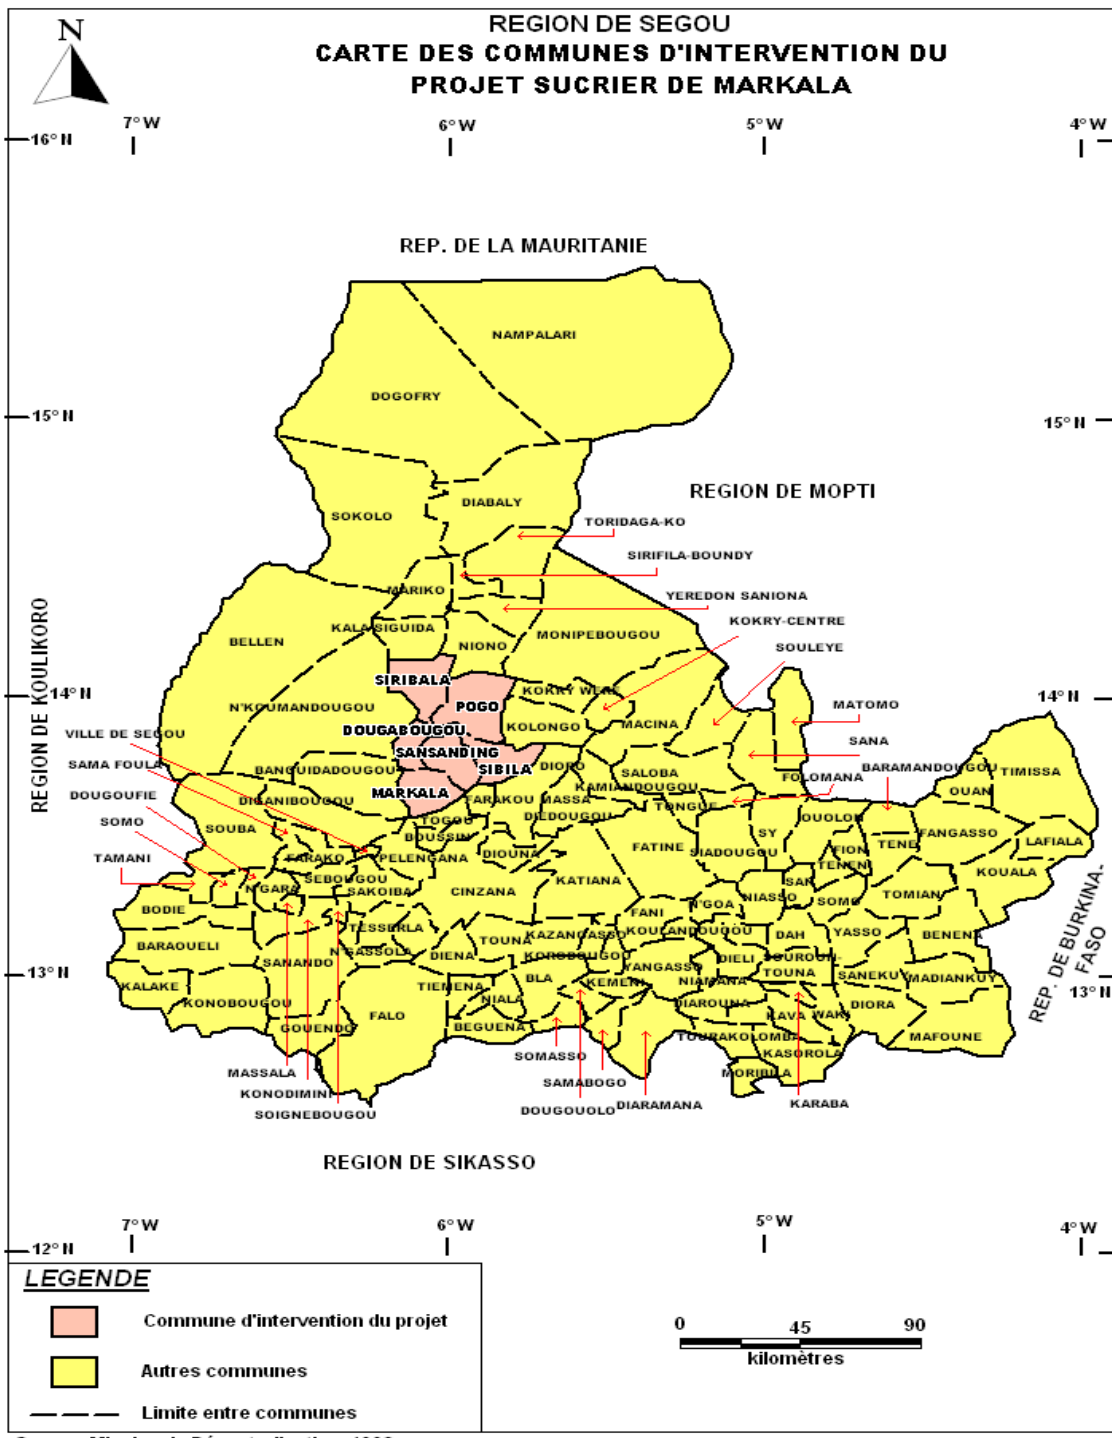 REGION DE SEGOU
CARTE DES COMMUNES D'INTERVENTION DU
PROJET SUCRIER DE MARKALA
N
7°W
6°W
5°W
4°W
16°N
REP. DE LA MAURITANIE
NAMPALARI
DOGOFRY
15°N
15°N
REGION DE MOPTI
DIABALY
SOKOLO
TORIDAGA-KO
SIRIFILA-BOUNDY
MARIKO
YEREDON SANIONA
KOKRY-CENTRE
KALA SIGUIDA
BELLEN
MONIPEBOUGOU
NIONO
SOULEYE
REGION DE KOULIKORO
SIRIBALA
14°N
KOKRY WERE
14°N
N'KOUMANDOUGOU
POGO
MATOMO
VILLE DE SEGOU
DOUGABOUGOU
KOLONGO
MACINA
SANA
SANSANDING
SAMA FOULA
BANGUIDADOUGOU
SIBILA
DIORO
SALOBA
BARAMANDOUGOU
TIMISSA
FOLOMANA
KAMIANDOUGOU
OUAN
DOUGOUFIE
MARKALA
DIGANIBOUGOU
FARAKOU MASSA
TONGUE
SOMO
TOGOU
DIEDOUGOU
OUOLON
SOUBA
BOUSSIN
SY
FANGASSO
TENE
LAFIALA
TAMANI
FARAKO
PELENGANA
DIOUNA
FATINE
SIADOUGOU
FION
TENENI
KOUALA
N'GARA
SEBOUGOU
SAKOIBA
CINZANA
KATIANA
SAN
NIASSO
SOMO
TOMIAN
BODIE
N'GOA
FANI
TESSERLA
KAZANGASSO
KOULANDOUGOU
DAH
YASSO
BENENA
REP. DE BURKINA-
FASO
BARAOUELI
TOUNA
N'GASSOLA
DIENA
KOROBOUGOU
DIELI
SOUROUN-
TOUNA
SANANDO
YANGASSO
13°N
SANEKUY
MADIANKUY
KALAKE
TIEMENA
BLA
KEMENI
NIAMANA
13°N
KONOBOUGOU
NIALA
DIAROUNA
DIORA
FALO
KAVA
WAKI
GOUENDO
BEGUENA
TOURAKOLOMBA
MAFOUNE
KASOROLA
SOMASSO
MASSALA
MORIBILA
SAMABOGO
KONODIMINI
SOIGNEBOUGOU
DOUGOUOLO
DIARAMANA
KARABA
REGION DE SIKASSO
7°W
6°W
5°W
4°W
12°N
LEGENDE
Commune d'intervention du projet
Autres communes
Limite entre communes
0 45 90
kilomètres